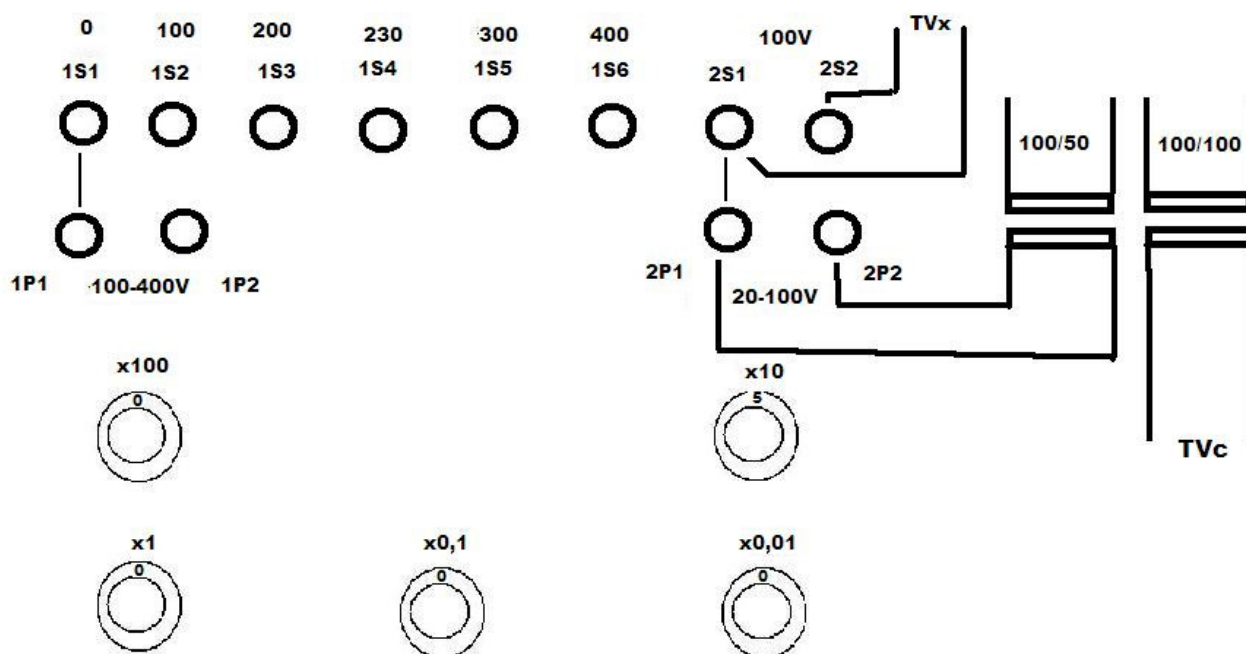 0 100 200 230 300 400 100V TVx
1S1 1S2 1S3 1S4 1S5 1S6 2S1 2S2
100/50 100/100
1P1 100-400V 1P2 2P1 20-100V 2P2
x100 x10
0 5
TVc
x1 x0,1 x0,01
0 0 0